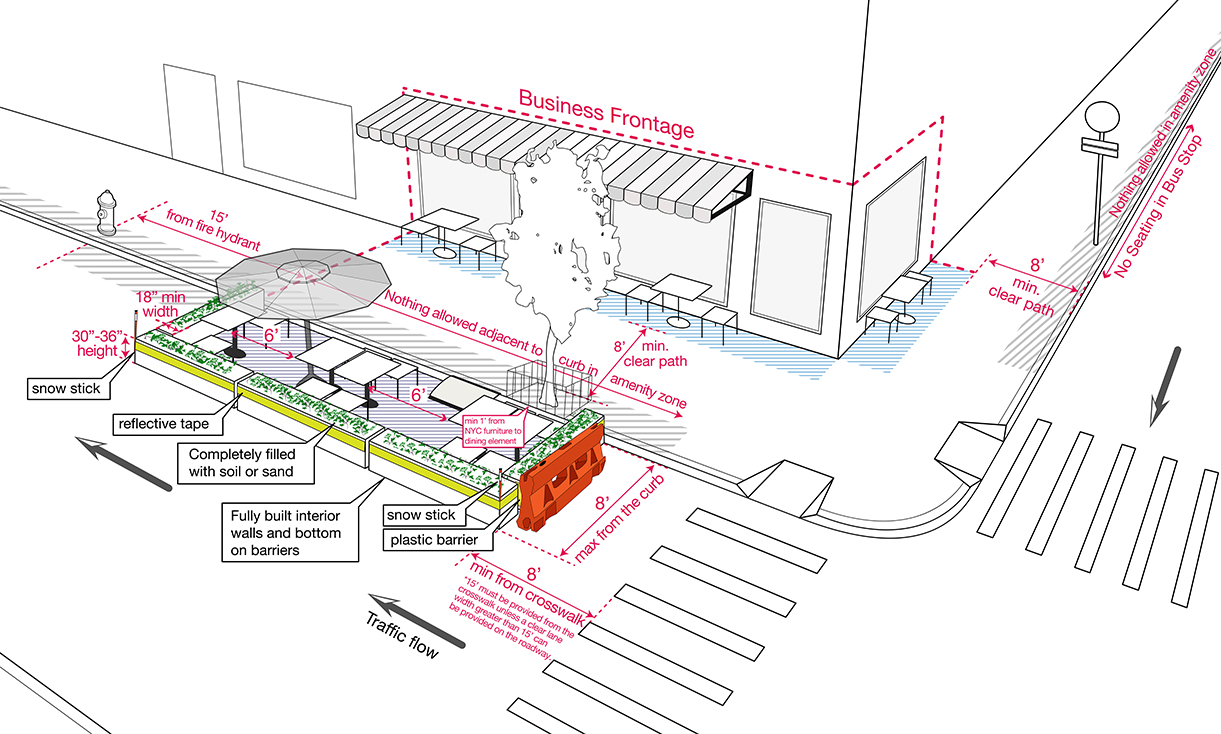 Business Frontage
Nothing allowed in amenity zone
No Seating in Bus Stop
15'
from fire hydrant
8'
min.
clear path
18" min
width
6'
Nothing allowed adjacent to curb in amenity zone
8'
min.
clear path
30"-36"
height
6'
snow stick
min 1' from
NYC furniture to
dining element
reflective tape
Completely filled
with soil or sand
Fully built interior
walls and bottom
on barriers
snow stick
plastic barrier
8'
max from the curb
8'
min from crosswalk
*15' must be provided from the
crosswalk unless a clear lane
width greater than 15' can
be provided on the roadway.
Traffic flow